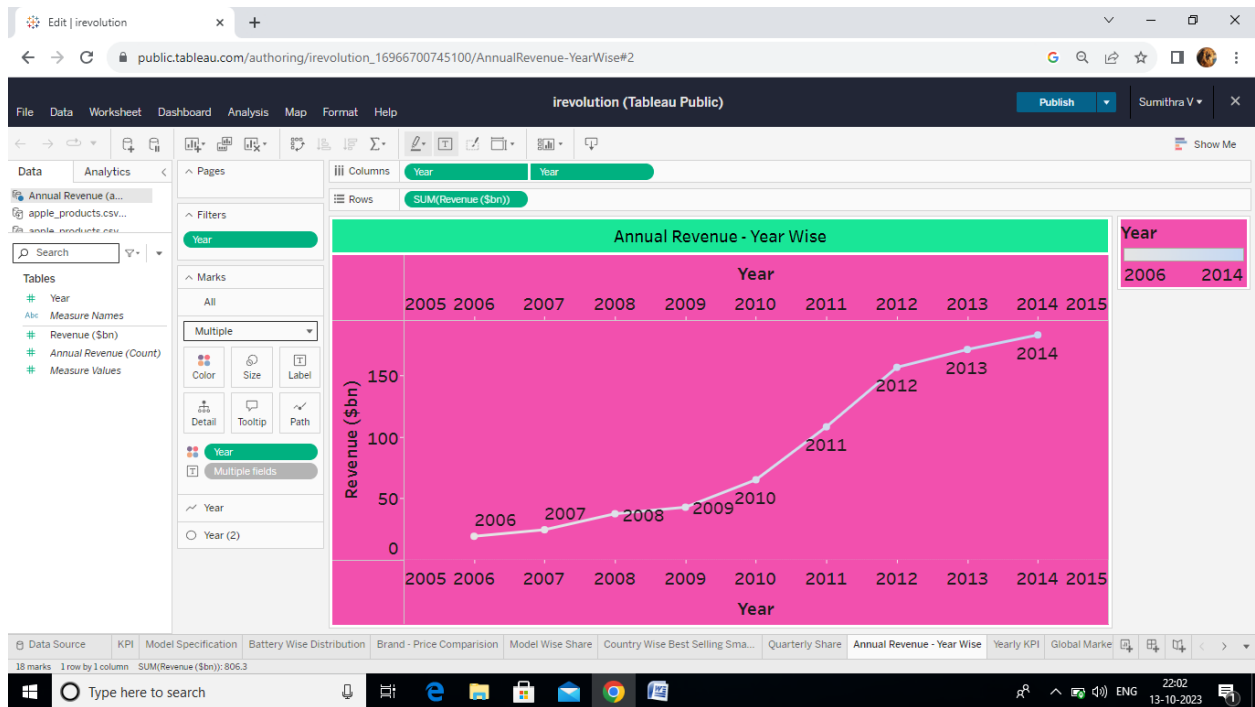 Edit | irevolution
public.tableau.com/authoring/irevolution_16966700745100/AnnualRevenue-YearWise#2
irevolution (Tableau Public)
File Data Worksheet Dashboard Analysis Map Format Help
Publish
Sumithra V
Show Me
Data Analytics
Annual Revenue (a...
apple_products.csv...
Search
Tables
# Year
Abc Measure Names
# Revenue ($bn)
# Annual Revenue (Count)
# Measure Values
Pages
Filters
Year
Marks
All
Multiple
Color Size Label
Detail Tooltip Path
Year
Multiple fields
Year
Year (2)
Columns Year Year
Rows SUM(Revenue ($bn))
Annual Revenue - Year Wise
Year
2005 2006 2007 2008 2009 2010 2011 2012 2013 2014 2015
Revenue ($bn)
150
100
50
0
2006
2007
2008
2009
2010
2011
2012
2013
2014
2005 2006 2007 2008 2009 2010 2011 2012 2013 2014 2015
Year
Year
2006 2014
Data Source KPI Model Specification Battery Wise Distribution Brand - Price Comparision Model Wise Share Country Wise Best Selling Sma... Quarterly Share Annual Revenue - Year Wise Yearly KPI Global Marke
18 marks 1 row by 1 column SUM(Revenue ($bn)): 806.3
Type here to search
ENG
22:02
13-10-2023
1